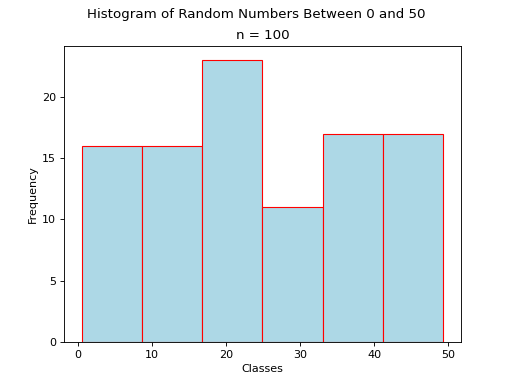 Histogram of Random Numbers Between 0 and 50
n = 100
20
15
10
5
0
Frequency
0 10 20 30 40 50
Classes